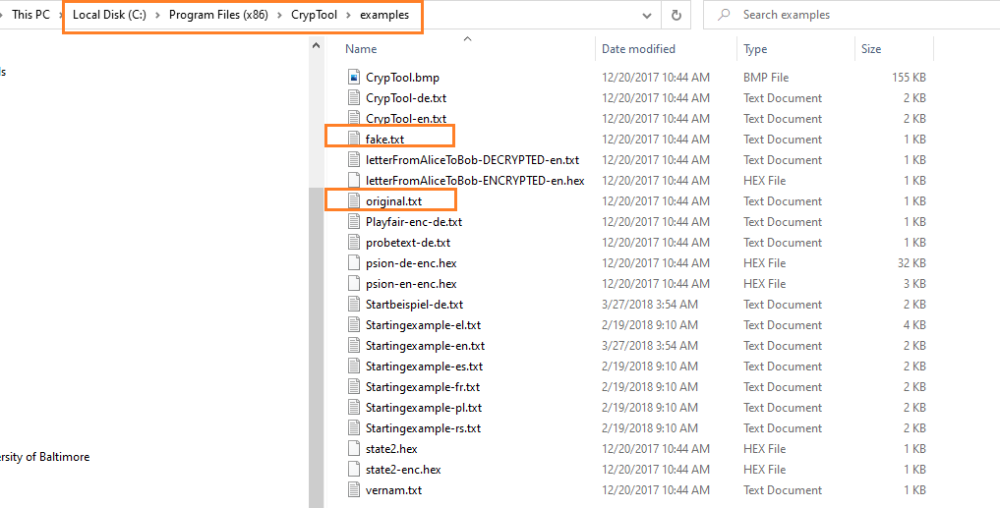 This PC > Local Disk (C:) > Program Files (x86) > CrypTool > examples Search examples
Name Date modified Type Size
CrypTool.bmp 12/20/2017 10:44 AM BMP File 155 KB
CrypTool-de.txt 12/20/2017 10:44 AM Text Document 2 KB
CrypTool-en.txt 12/20/2017 10:44 AM Text Document 2 KB
fake.txt 12/20/2017 10:44 AM Text Document 1 KB
letterFromAliceToBob-DECRYPTED-en.txt 12/20/2017 10:44 AM Text Document 1 KB
letterFromAliceToBob-ENCRYPTED-en.hex 12/20/2017 10:44 AM HEX File 1 KB
original.txt 12/20/2017 10:44 AM Text Document 1 KB
Playfair-enc-de.txt 12/20/2017 10:44 AM Text Document 1 KB
probetext-de.txt 12/20/2017 10:44 AM Text Document 1 KB
psion-de-enc.hex 12/20/2017 10:44 AM HEX File 32 KB
psion-en-enc.hex 12/20/2017 10:44 AM HEX File 3 KB
Startbeispiel-de.txt 3/27/2018 3:54 AM Text Document 2 KB
Startingexample-el.txt 2/19/2018 9:10 AM Text Document 4 KB
Startingexample-en.txt 3/27/2018 3:54 AM Text Document 2 KB
Startingexample-es.txt 2/19/2018 9:10 AM Text Document 2 KB
Startingexample-fr.txt 2/19/2018 9:10 AM Text Document 2 KB
Startingexample-pl.txt 2/19/2018 9:10 AM Text Document 2 KB
Startingexample-rs.txt 2/19/2018 9:10 AM Text Document 2 KB
state2.hex 12/20/2017 10:44 AM HEX File 1 KB
state2-enc.hex 12/20/2017 10:44 AM HEX File 1 KB
vernam.txt 12/20/2017 10:44 AM Text Document 1 KB
ls
rsity of Baltimore